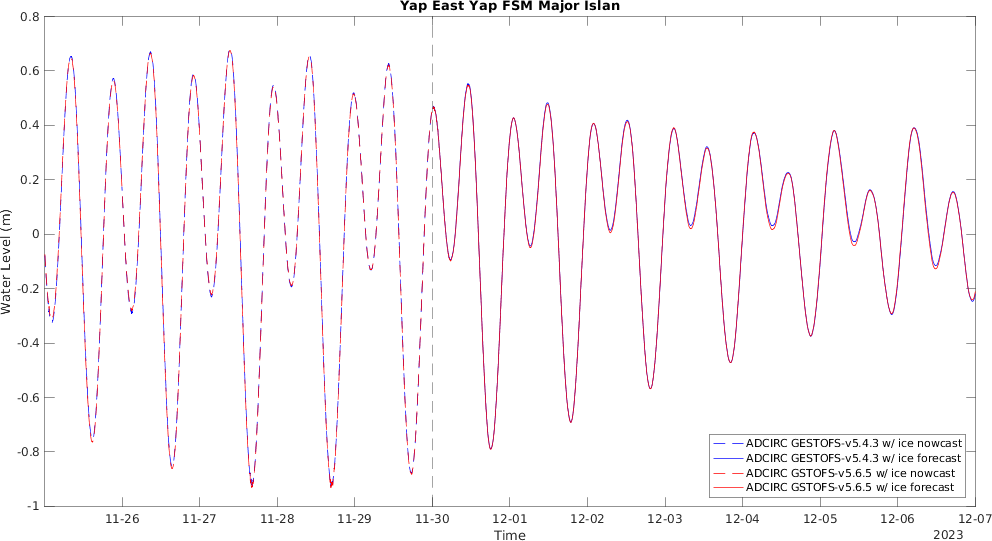 Yap East Yap FSM Major Islan
0.8
0.6
0.4
0.2
0
-0.2
-0.4
-0.6
-0.8
-1
Water Level (m)
ADCIRC GESTOFS-v5.4.3 w/ ice nowcast
ADCIRC GESTOFS-v5.4.3 w/ ice forecast
ADCIRC GSTOFS-v5.6.5 w/ ice nowcast
ADCIRC GSTOFS-v5.6.5 w/ ice forecast
11-26 11-27 11-28 11-29 11-30 12-01 12-02 12-03 12-04 12-05 12-06 12-07
Time
2023